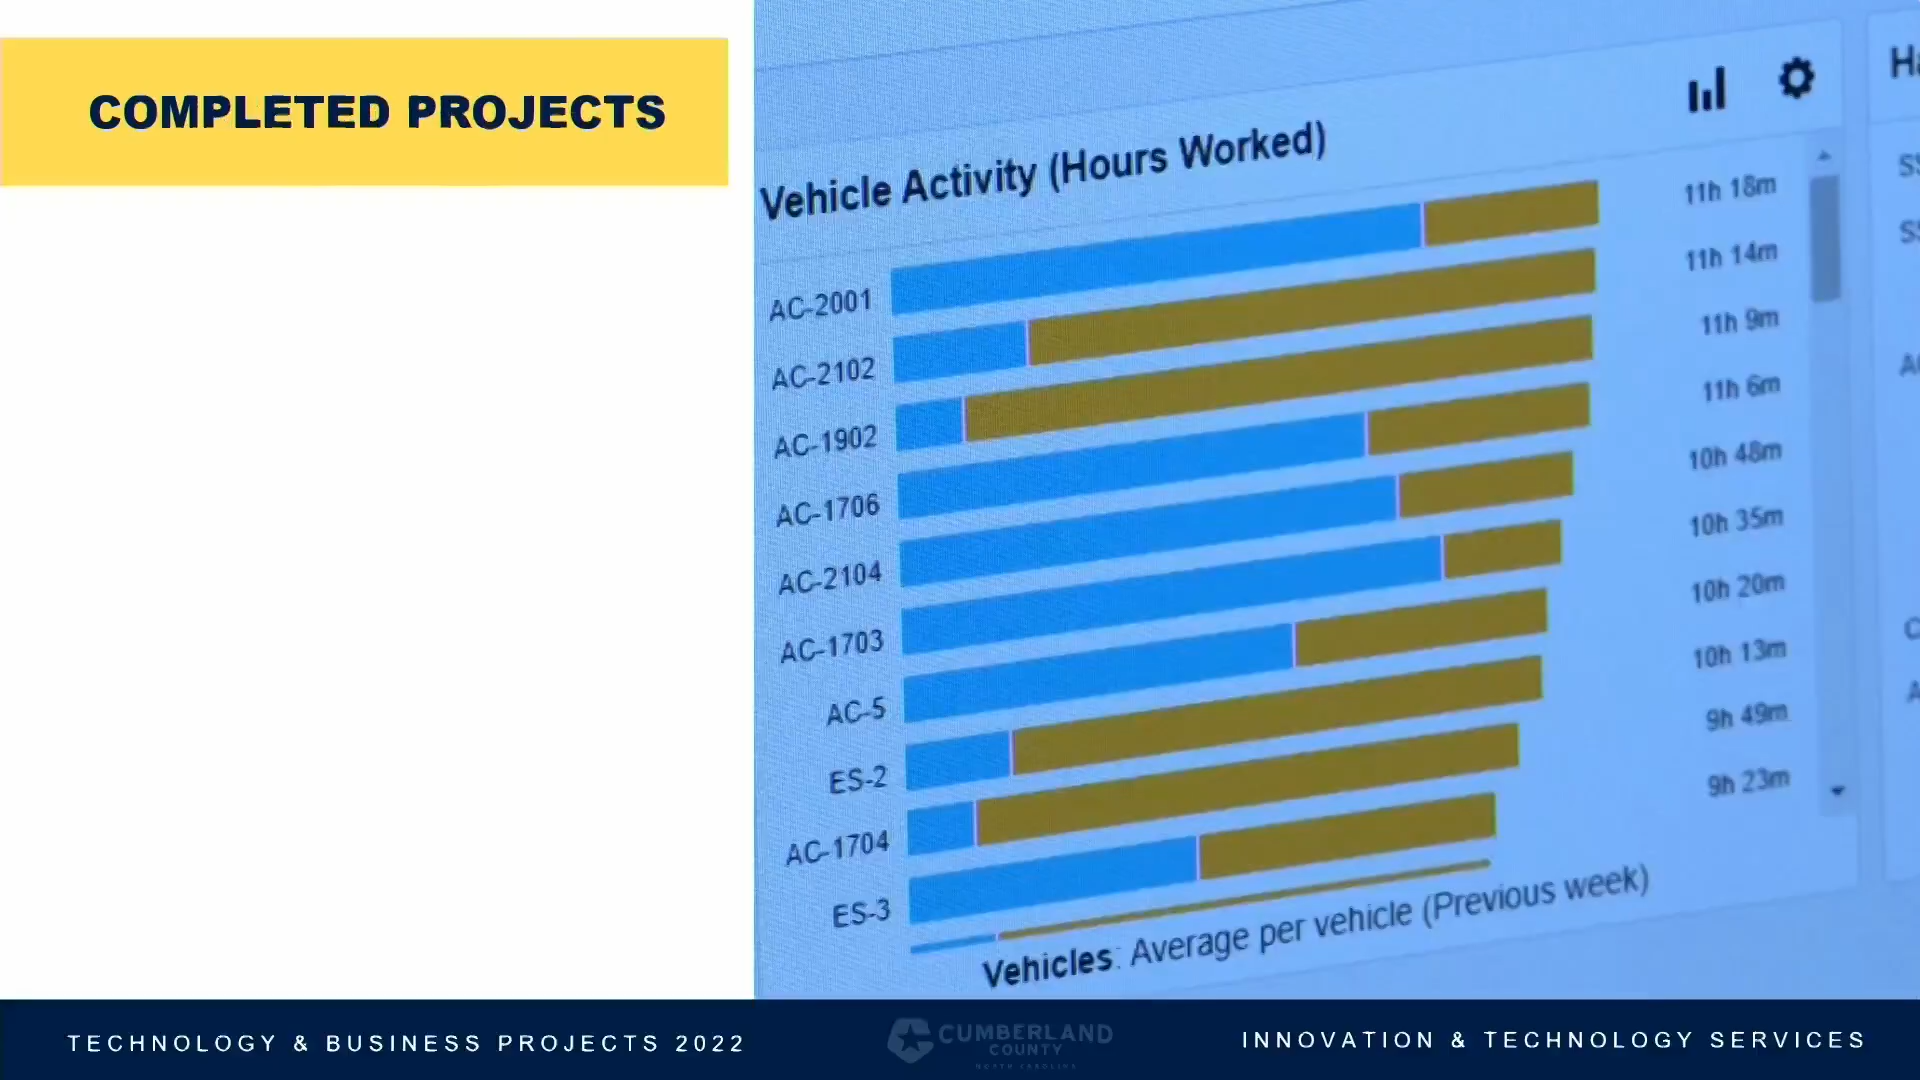 COMPLETED PROJECTS
Vehicle Activity (Hours Worked)
AC-2001 11h 18m
AC-2102 11h 14m
AC-1902 11h 9m
AC-1706 11h 6m
AC-2104 10h 48m
AC-1703 10h 35m
AC-5 10h 20m
ES-2 10h 13m
AC-1704 9h 49m
ES-3 9h 23m
Vehicles: Average per vehicle (Previous week)
TECHNOLOGY & BUSINESS PROJECTS 2022
CUMBERLAND
COUNTY
NORTH CAROLINA
INNOVATION & TECHNOLOGY SERVICES